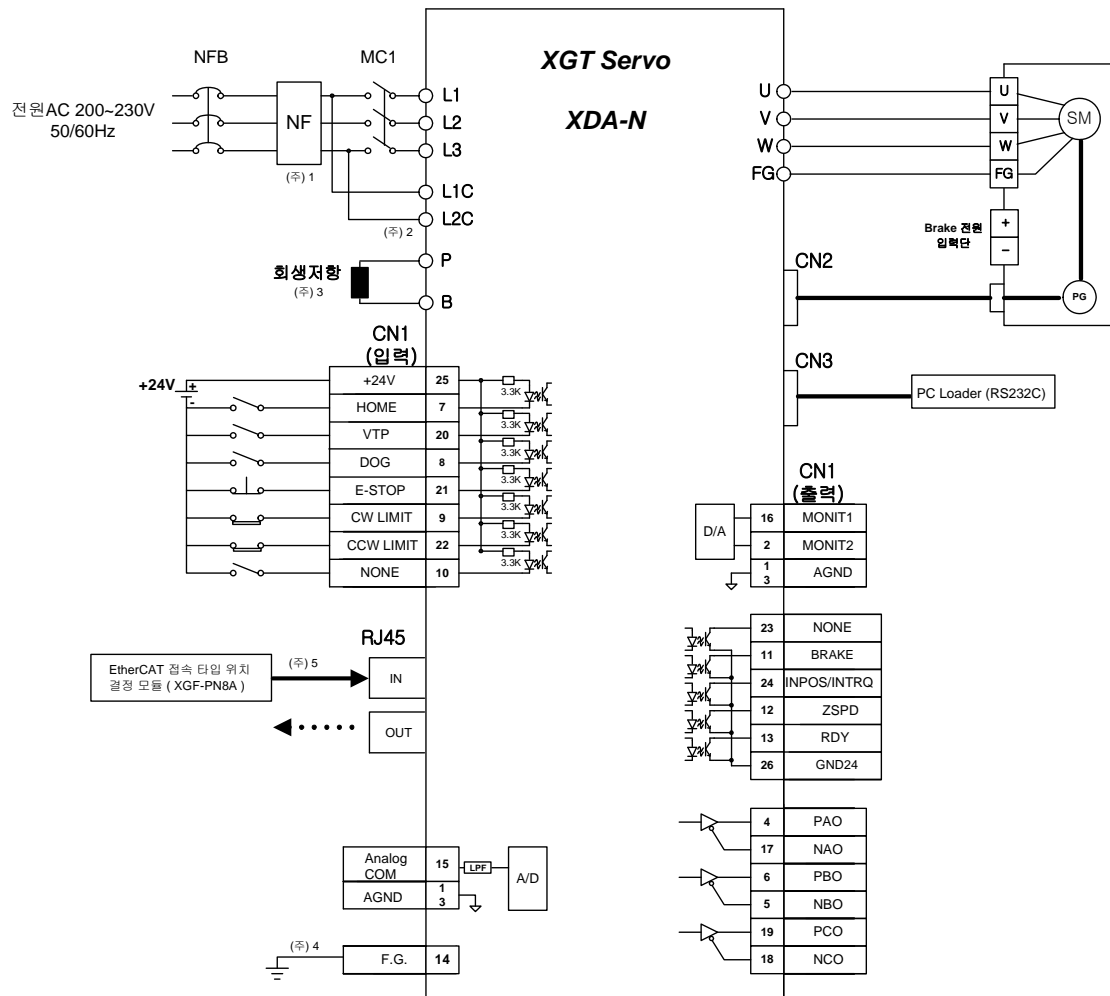 NFB
MC1
XGT Servo
XDA-N
전원AC 200~230V
50/60Hz
NF
(주) 1
L1
L2
L3
L1C
L2C
(주) 2
P
회생저항
(주) 3
B
U
V
W
FG
U
V
W
FG
SM
Brake 전원
입력단
+
–
PG
CN2
CN3
PC Loader (RS232C)
CN1
(입력)
+24V
+
-
+24V 25
HOME 7
VTP 20
DOG 8
E-STOP 21
CW LIMIT 9
CCW LIMIT 22
NONE 10
3.3K
3.3K
3.3K
3.3K
3.3K
3.3K
3.3K
CN1
(출력)
D/A
16 MONIT1
2 MONIT2
1
3
AGND
23 NONE
11 BRAKE
24 INPOS/INTRQ
12 ZSPD
13 RDY
26 GND24
RJ45
EtherCAT 접속 타입 위치
결정 모듈 ( XGF-PN8A )
(주) 5
IN
OUT
4 PAO
17 NAO
6 PBO
5 NBO
19 PCO
18 NCO
Analog
COM
15
LPF
A/D
AGND
1
3
(주) 4
F.G. 14